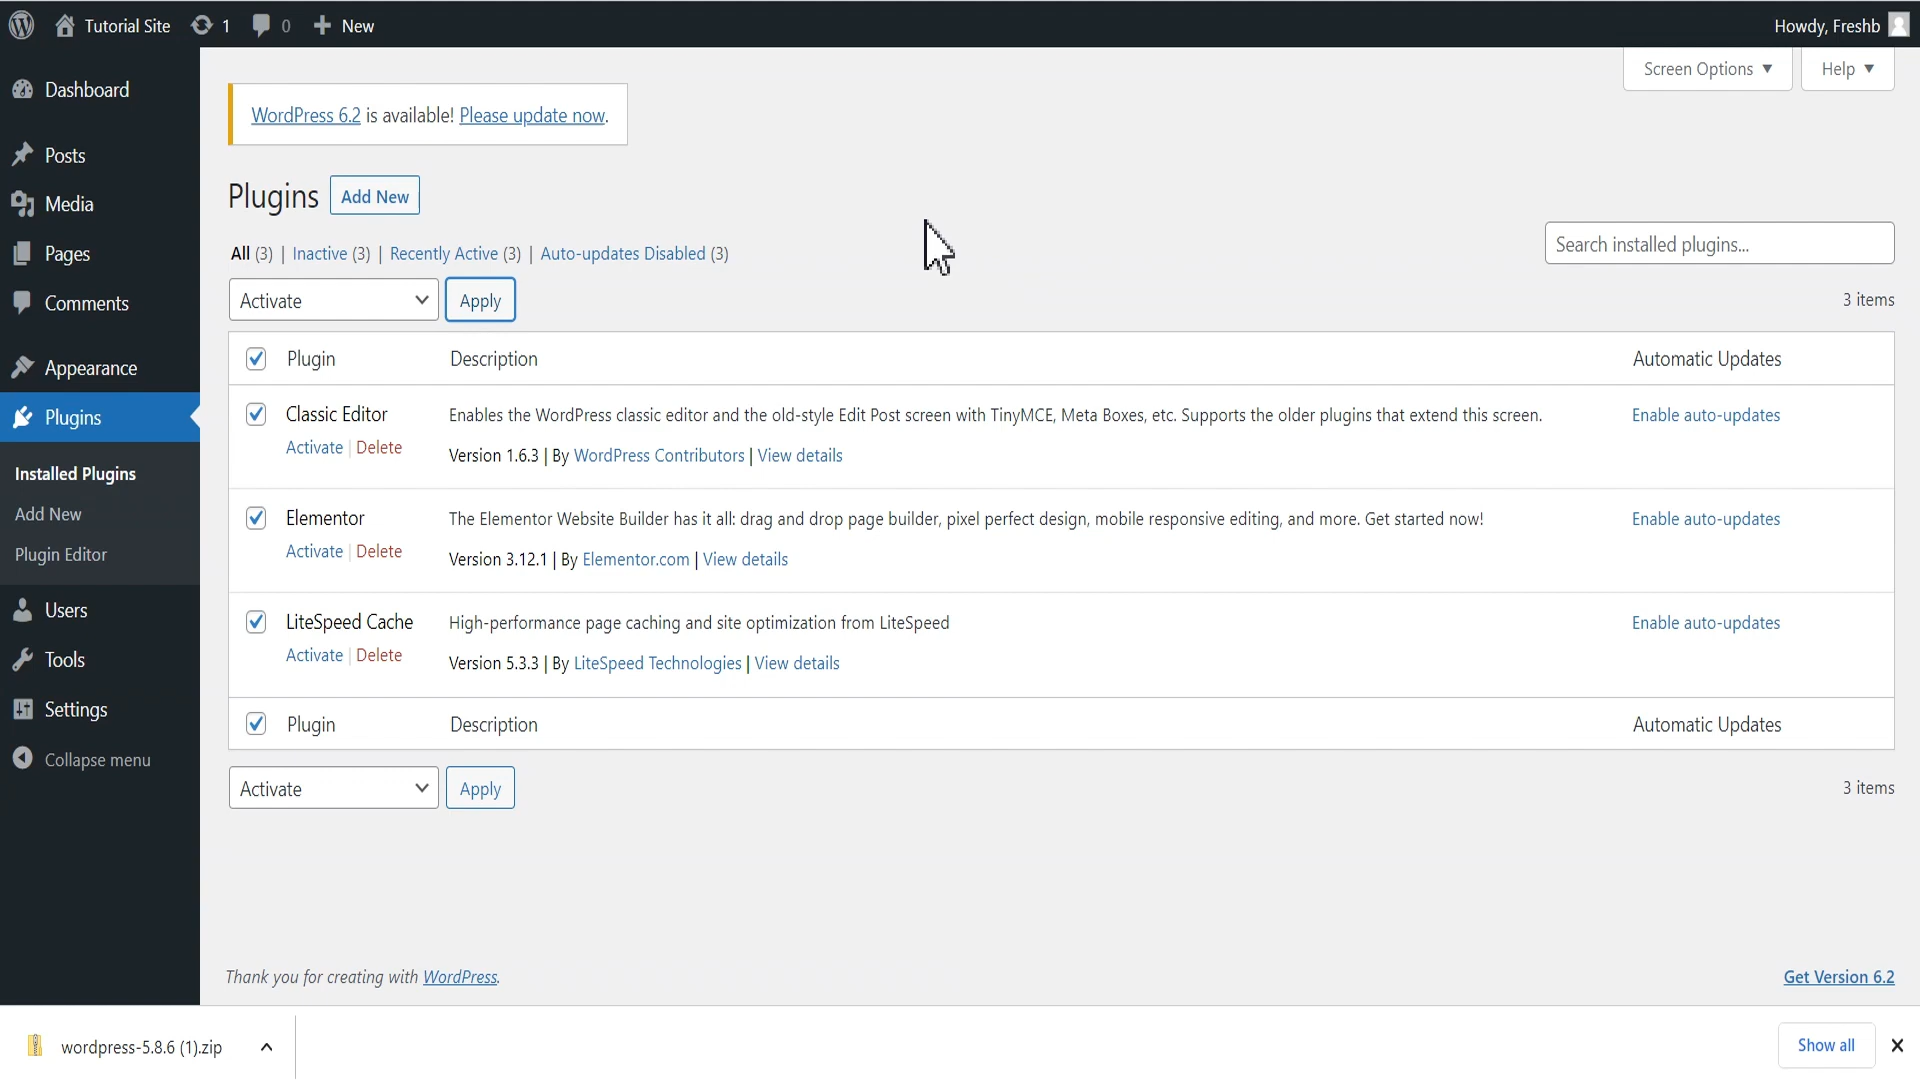 Tutorial Site 1 0 New Howdy, Freshb
Screen Options Help
Dashboard
Posts
Media
Pages
Comments
Appearance
Plugins
Installed Plugins
Add New
Plugin Editor
Users
Tools
Settings
Collapse menu
WordPress 6.2 is available! Please update now.
Plugins Add New
All (3) | Inactive (3) | Recently Active (3) | Auto-updates Disabled (3)
Search installed plugins...
Activate Apply 3 items
Plugin Description Automatic Updates
Classic Editor Enables the WordPress classic editor and the old-style Edit Post screen with TinyMCE, Meta Boxes, etc. Supports the older plugins that extend this screen. Enable auto-updates
Activate | Delete Version 1.6.3 | By WordPress Contributors | View details
Elementor The Elementor Website Builder has it all: drag and drop page builder, pixel perfect design, mobile responsive editing, and more. Get started now! Enable auto-updates
Activate | Delete Version 3.12.1 | By Elementor.com | View details
LiteSpeed Cache High-performance page caching and site optimization from LiteSpeed Enable auto-updates
Activate | Delete Version 5.3.3 | By LiteSpeed Technologies | View details
Plugin Description Automatic Updates
Activate Apply 3 items
Thank you for creating with WordPress. Get Version 6.2
wordpress-5.8.6 (1).zip Show all